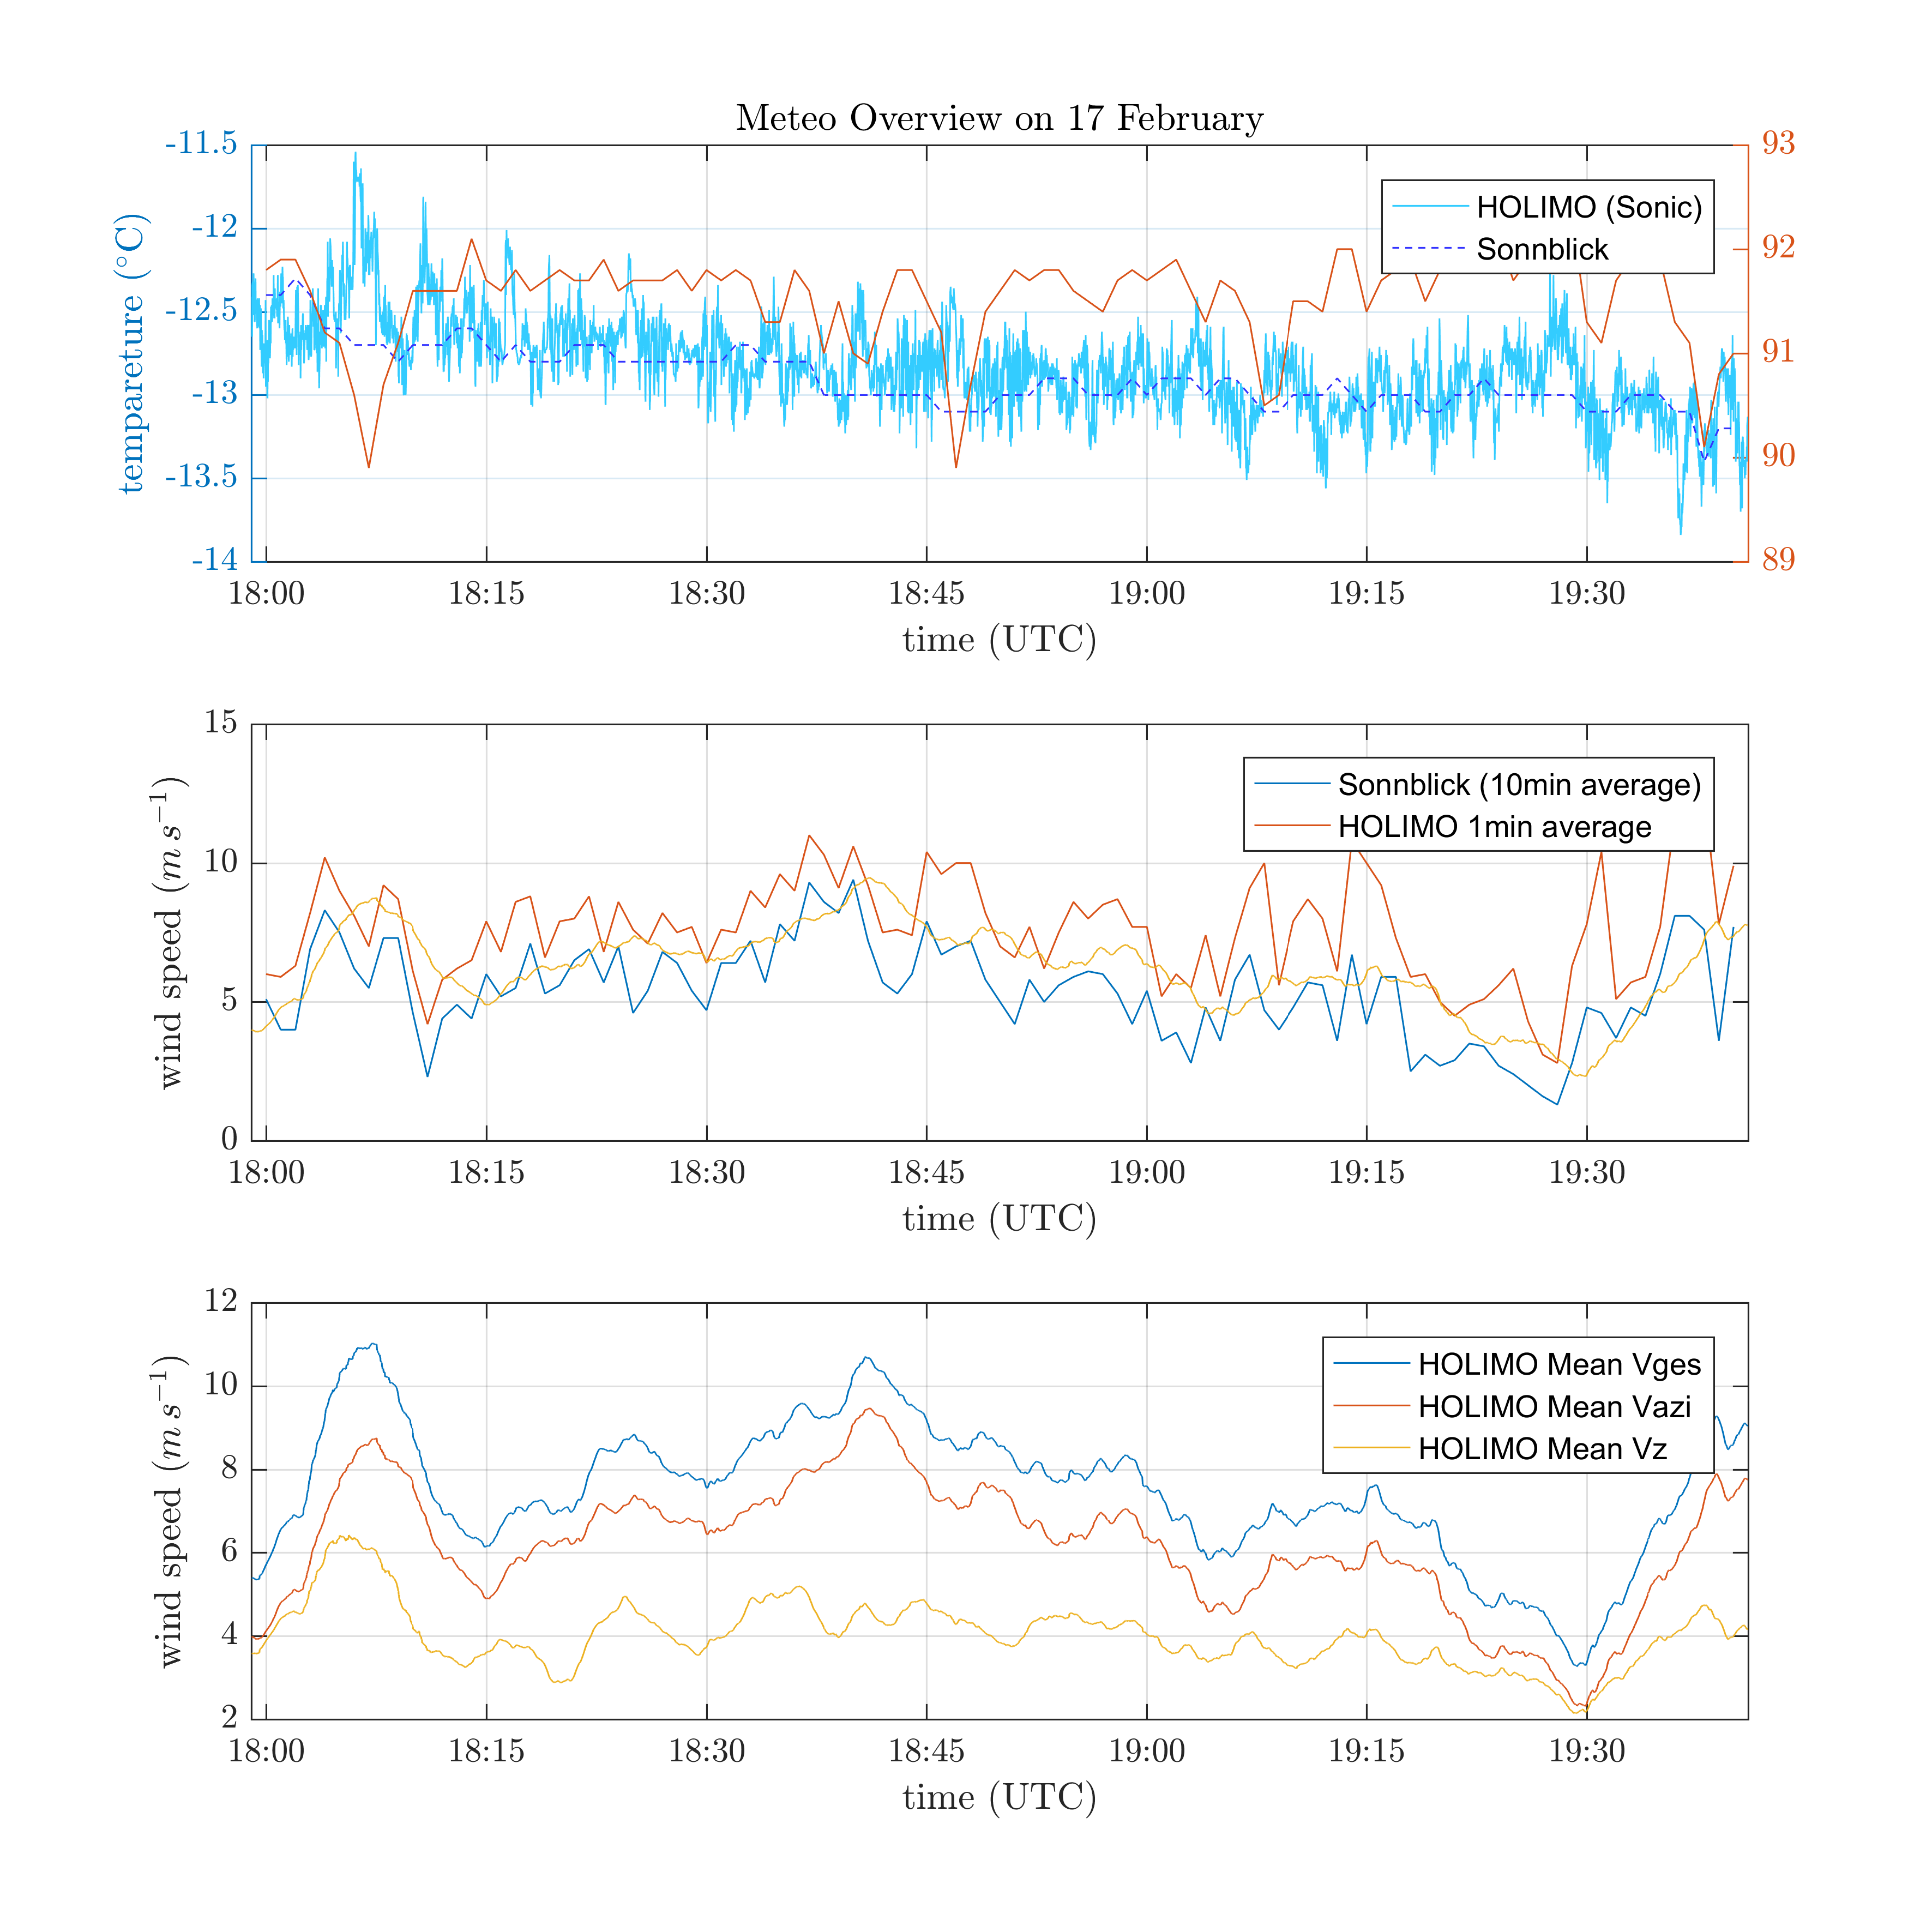 Meteo Overview on 17 February
-11.5
-12
-12.5
-13
-13.5
-14
tempareture (°C)
93
92
91
90
89
HOLIMO (Sonic)
Sonnblick
18:00 18:15 18:30 18:45 19:00 19:15 19:30
time (UTC)
15
10
5
0
wind speed (m s⁻¹)
Sonnblick (10min average)
HOLIMO 1min average
18:00 18:15 18:30 18:45 19:00 19:15 19:30
time (UTC)
12
10
8
6
4
2
wind speed (m s⁻¹)
HOLIMO Mean Vges
HOLIMO Mean Vazi
HOLIMO Mean Vz
18:00 18:15 18:30 18:45 19:00 19:15 19:30
time (UTC)